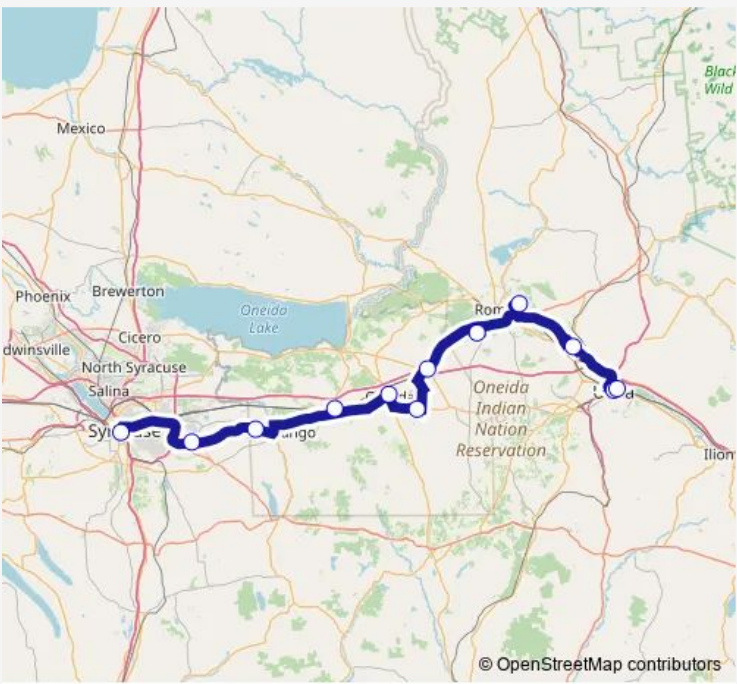 Black
Wild
Mexico
Phoenix
Brewerton
Oneida
Lake
dwinsville
Cicero
North Syracuse
Salina
Rom
Oneida
Indian
Nation
Reservation
Ilion
© OpenStreetMap contributors